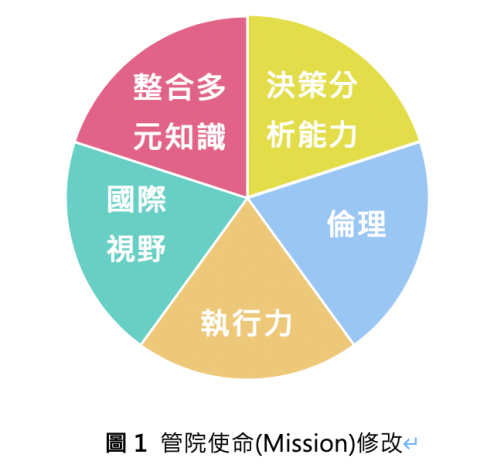 整合多
元知識
決策分
析能力
國際
視野
倫理
執行力
圖 1 管院使命(Mission)修改↵